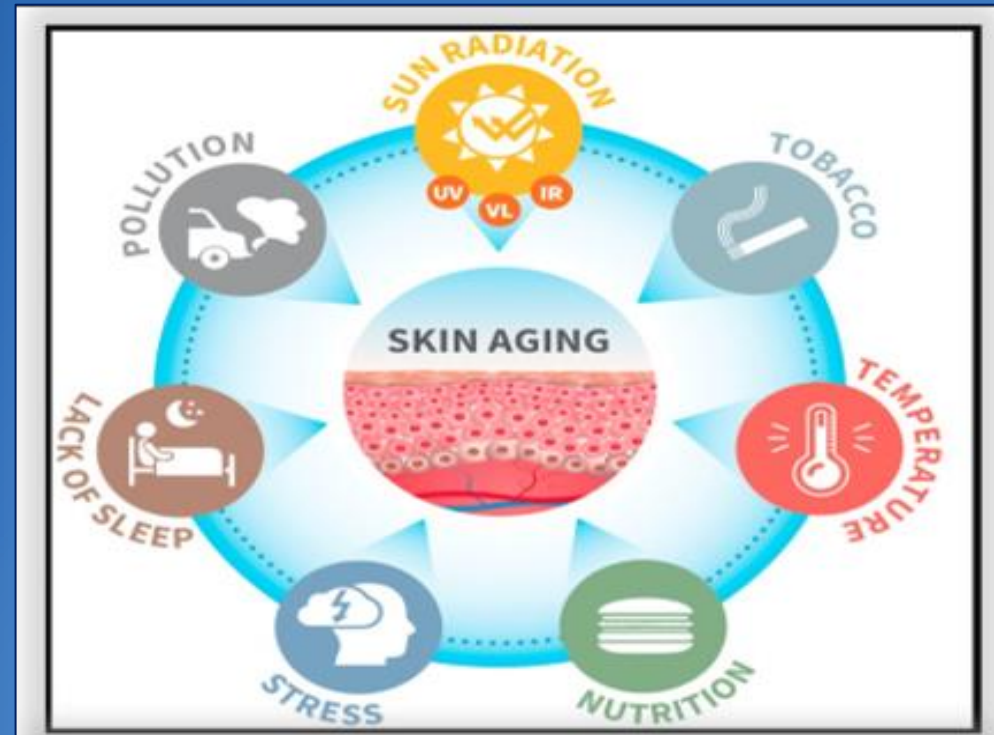 SUN RADIATION
UV
VL
IR
TOBACCO
TEMPERATURE
NUTRITION
STRESS
LACK OF SLEEP
POLLUTION
SKIN AGING